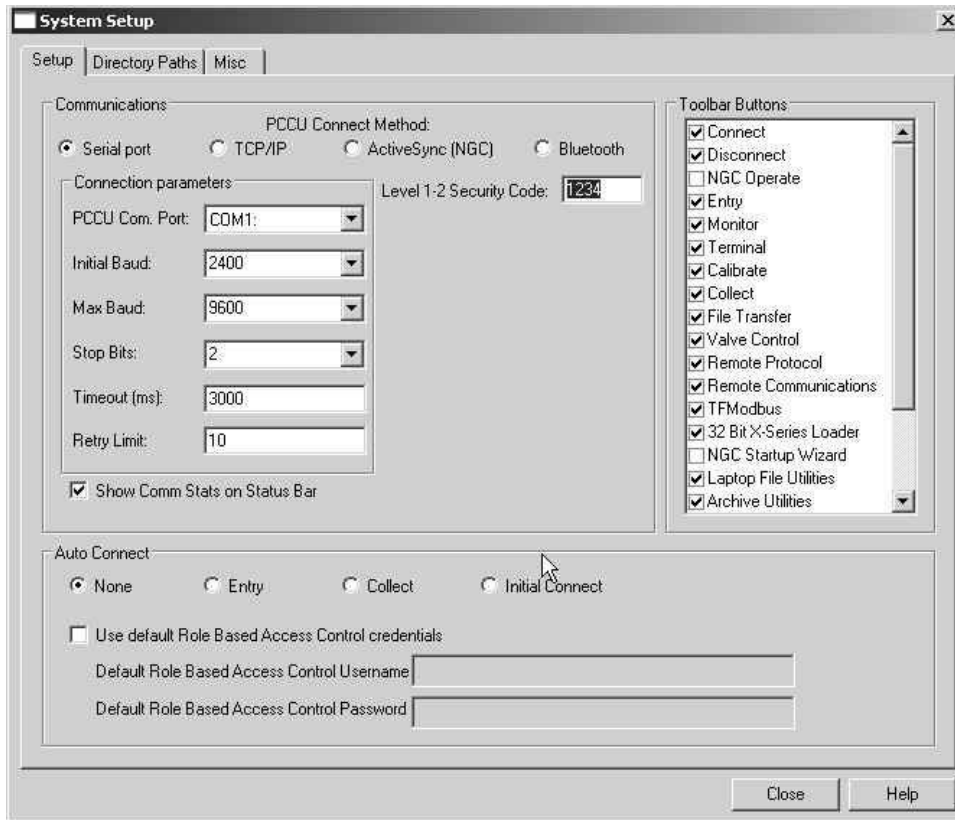 System Setup
Setup Directory Paths Misc
Communications
PCCU Connect Method:
Serial port TCP/IP ActiveSync (NGC) Bluetooth
Connection parameters
Level 1-2 Security Code: 1234
PCCU Com. Port: COM1:
Initial Baud: 2400
Max Baud: 9600
Stop Bits: 2
Timeout (ms): 3000
Retry Limit: 10
Show Comm Stats on Status Bar
Toolbar Buttons
Connect
Disconnect
NGC Operate
Entry
Monitor
Terminal
Calibrate
Collect
File Transfer
Valve Control
Remote Protocol
Remote Communications
TFModbus
32 Bit X-Series Loader
NGC Startup Wizard
Laptop File Utilities
Archive Utilities
Auto Connect
None Entry Collect Initial Connect
Use default Role Based Access Control credentials
Default Role Based Access Control Username
Default Role Based Access Control Password
Close Help